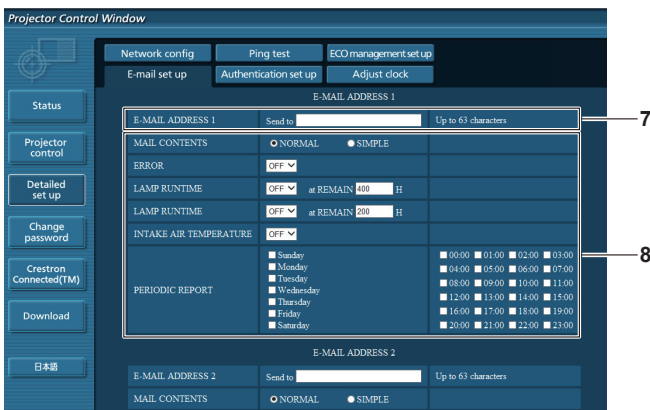 Projector Control Window
Network config Ping test ECO management set up
E-mail set up Authentication set up Adjust clock
Status
Projector control
Detailed set up
Change password
Crestron Connected(TM)
Download
日本語
E-MAIL ADDRESS 1
E-MAIL ADDRESS 1 Send to Up to 63 characters 7
MAIL CONTENTS NORMAL SIMPLE
ERROR OFF
LAMP RUNTIME OFF at REMAIN 400 H
LAMP RUNTIME OFF at REMAIN 200 H
INTAKE AIR TEMPERATURE OFF
8
PERIODIC REPORT
Sunday
Monday
Tuesday
Wednesday
Thursday
Friday
Saturday
00:00 01:00 02:00 03:00
04:00 05:00 06:00 07:00
08:00 09:00 10:00 11:00
12:00 13:00 14:00 15:00
16:00 17:00 18:00 19:00
20:00 21:00 22:00 23:00
E-MAIL ADDRESS 2
E-MAIL ADDRESS 2 Send to Up to 63 characters
MAIL CONTENTS NORMAL SIMPLE